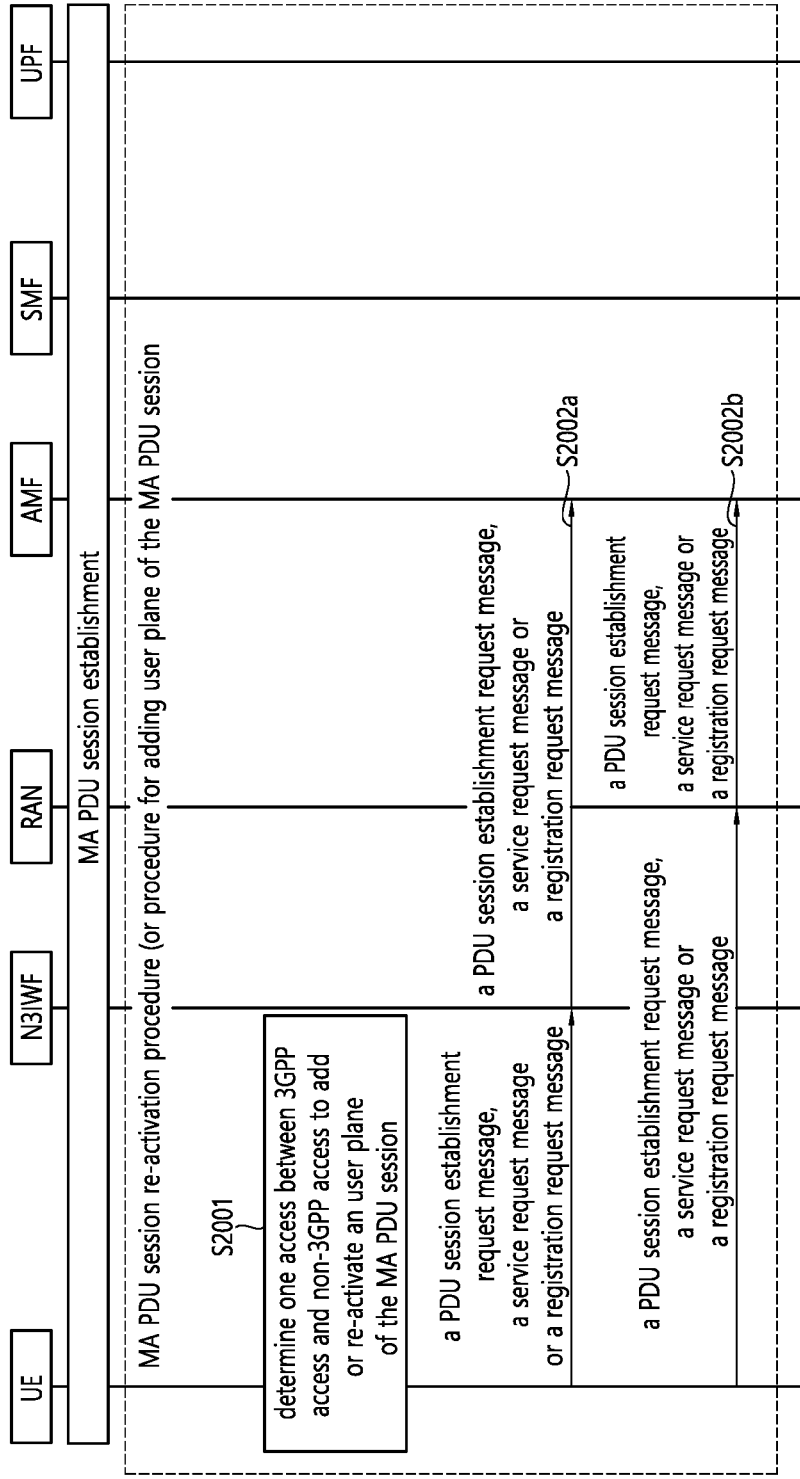 UE
N3IWF
RAN
AMF
SMF
UPF
MA PDU session establishment
MA PDU session re-activation procedure (or procedure for adding user plane of the MA PDU session
S2001
determine one access between 3GPP
access and non-3GPP access to add
or re-activate an user plane
of the MA PDU session
a PDU session establishment
request message,
a service request message
or a registration request message
a PDU session establishment request message,
a service request message or
a registration request message
S2002a
a PDU session establishment request message,
a service request message or
a registration request message
a PDU session establishment
request message,
a service request message or
a registration request message
S2002b